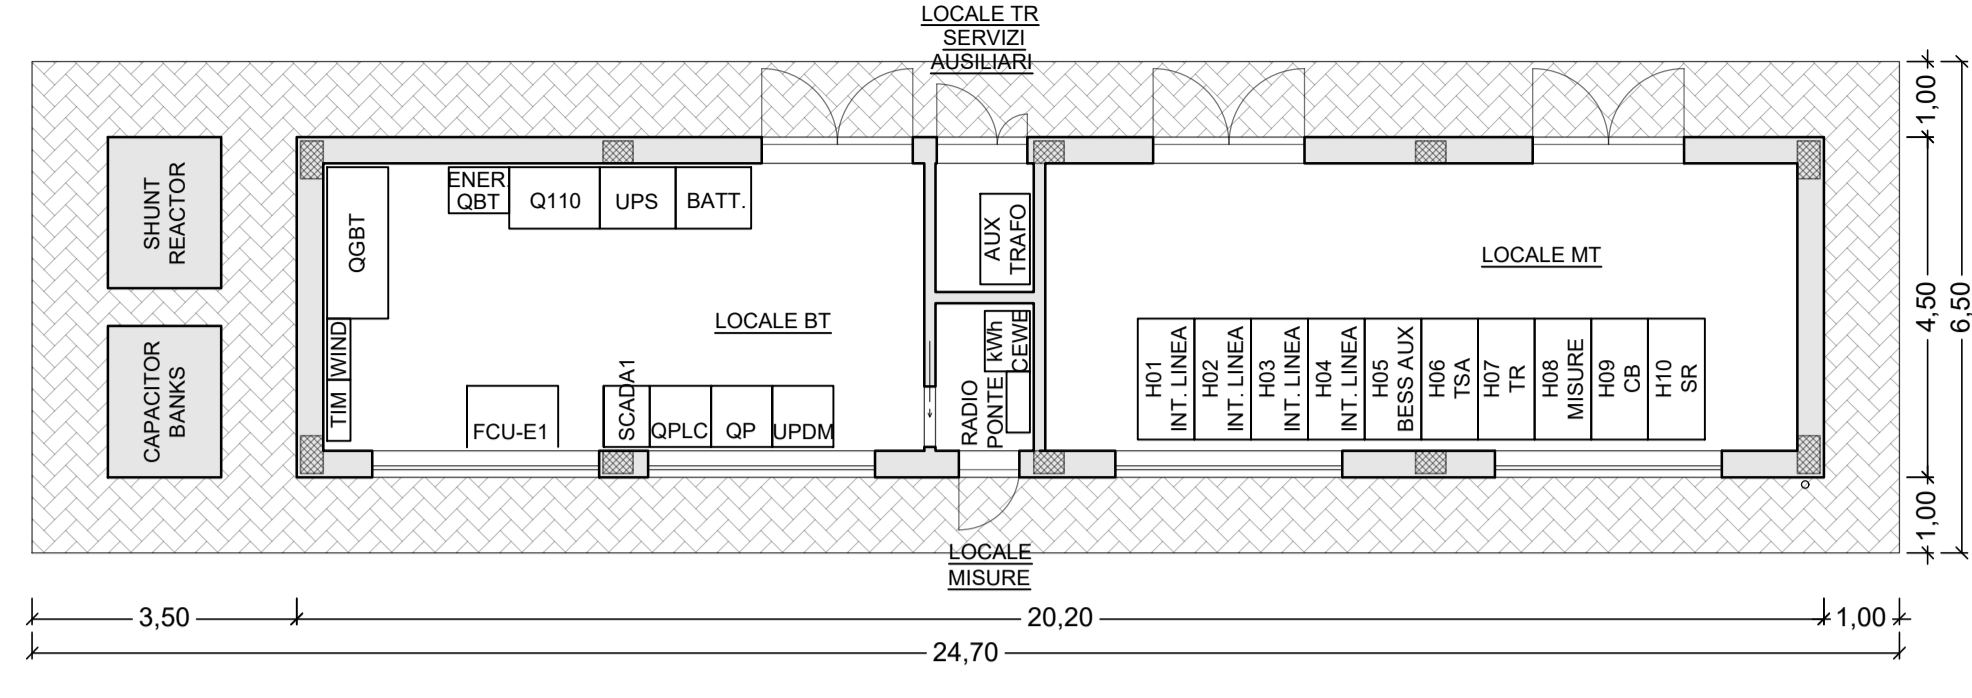 LOCALE TR
SERVIZI
AUSILIARI
1,00
4,50
6,50
1,00
SHUNT
REACTOR
CAPACITOR
BANKS
QGBT
WIND
TIM
ENER.
QBT
Q110
UPS
BATT.
LOCALE BT
FCU-E1
SCADA1
QPLC
QP
UPDM
AUX
TRAFO
kWh
CEWE
RADIO
PONTE
LOCALE MT
H01
INT. LINEA
H02
INT. LINEA
H03
INT. LINEA
H04
INT. LINEA
H05
BESS AUX
H06
TSA
H07
TR
H08
MISURE
H09
CB
H10
SR
LOCALE
MISURE
3,50
20,20
1,00
24,70